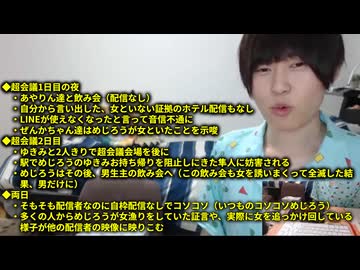 ◆超会議1日目の夜
・あやりん達と飲み会（配信なし）
・自分から言い出した、女といない証拠のホテル配信もなし
・LINEが使えなくなったと言って音信不通に
・ぜんかちゃん達はめじろうが女といたことを示唆
◆超会議2日目
・ゆきみと2人きりで超会議会場を後に
・駅でめじろうのゆきみお持ち帰りを阻止しにきた隼人に妨害される
・めじろうはその後、男生主の飲み会へ（この飲み会も女を誘いまくって全滅した結
果、男だけに）
◆両日
・そもそも配信者なのに自枠配信なしでコソコソ（いつものコソコソめじろう）
・多くの人からめじろうが女漁りをしていた証言や、実際に女を追っかけ回している
様子が他の配信者の映像に映りこむ